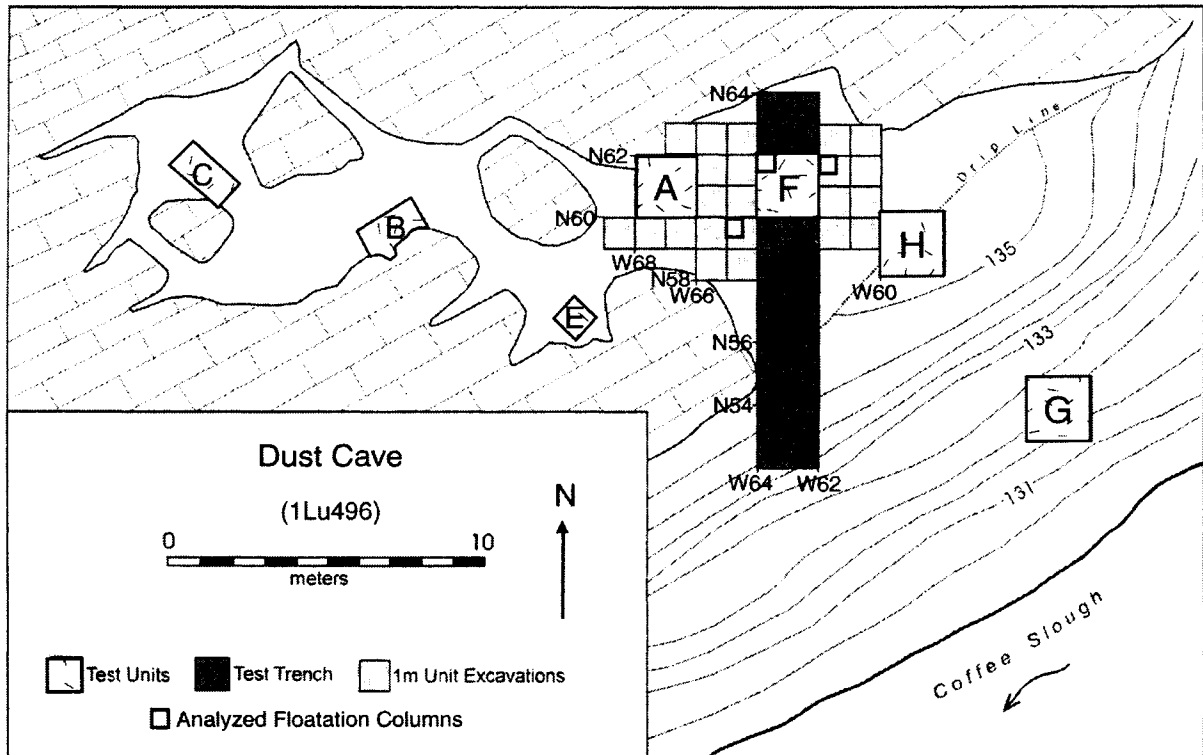 N64
Drip Line
N62
C
A
F
N60
B
H
W68
N58
W66
W60
135
E
N56
133
N54
G
W64
W62
131
Dust Cave
(1Lu496)
N
0
10
meters
Coffee Slough
Test Units
Test Trench
1m Unit Excavations
Analyzed Floatation Columns